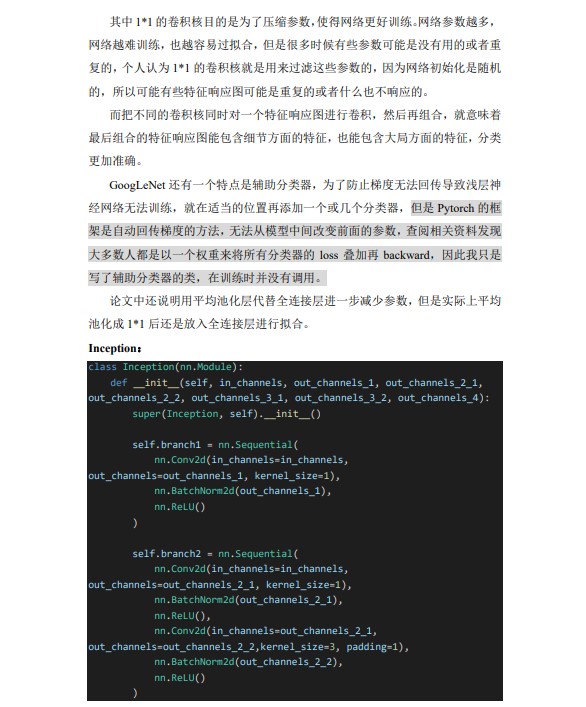 其中 1*1 的卷积核目的是为了压缩参数，使得网络更好训练。网络参数越多，
网络越难训练，也越容易过拟合，但是很多时候有些参数可能是没有用的或者重
复的，个人认为 1*1 的卷积核就是用来过滤这些参数的，因为网络初始化是随机
的，所以可能有些特征响应图可能是重复的或者什么也不响应的。
而把不同的卷积核同时对一个特征响应图进行卷积，然后再组合，就意味着
最后组合的特征响应图能包含细节方面的特征，也能包含大局方面的特征，分类
更加准确。
GoogLeNet 还有一个特点是辅助分类器，为了防止梯度无法回传导致浅层神
经网络无法训练，就在适当的位置再添加一个或几个分类器，但是 Pytorch 的框
架是自动回传梯度的方法，无法从模型中间改变前面的参数，查阅相关资料发现
大多数人都是以一个权重来将所有分类器的 loss 叠加再 backward，因此我只是
写了辅助分类器的类，在训练时并没有调用。
论文中还说明用平均池化层代替全连接层进一步减少参数，但是实际上平均
池化成 1*1 后还是放入全连接层进行拟合。
Inception：
class Inception(nn.Module):
def __init__(self, in_channels, out_channels_1, out_channels_2_1,
out_channels_2_2, out_channels_3_1, out_channels_3_2, out_channels_4):
super(Inception, self).__init__()
self.branch1 = nn.Sequential(
nn.Conv2d(in_channels=in_channels,
out_channels=out_channels_1, kernel_size=1),
nn.BatchNorm2d(out_channels_1),
nn.ReLU()
)
self.branch2 = nn.Sequential(
nn.Conv2d(in_channels=in_channels,
out_channels=out_channels_2_1, kernel_size=1),
nn.BatchNorm2d(out_channels_2_1),
nn.ReLU(),
nn.Conv2d(in_channels=out_channels_2_1,
out_channels=out_channels_2_2,kernel_size=3, padding=1),
nn.BatchNorm2d(out_channels_2_2),
nn.ReLU()
)